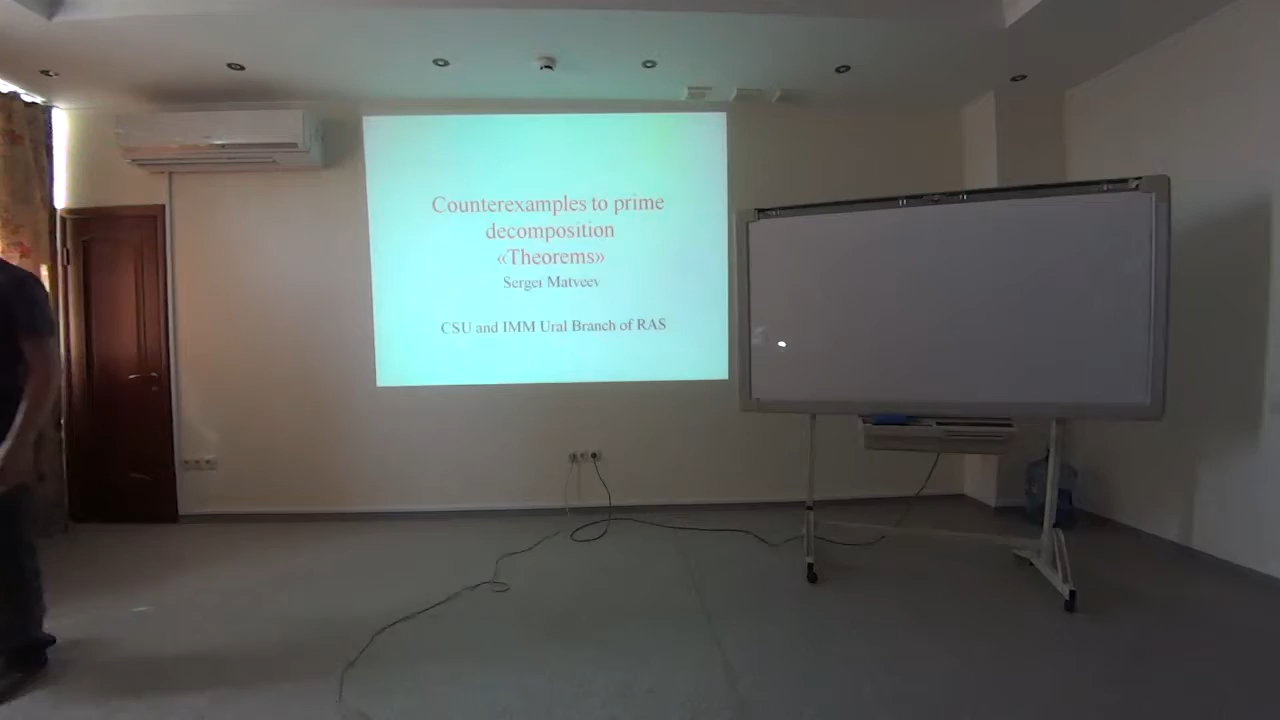 Counterexamples to prime
decomposition
«Theorems»
Sergei Matveev
CSU and IMM Ural Branch of RAS